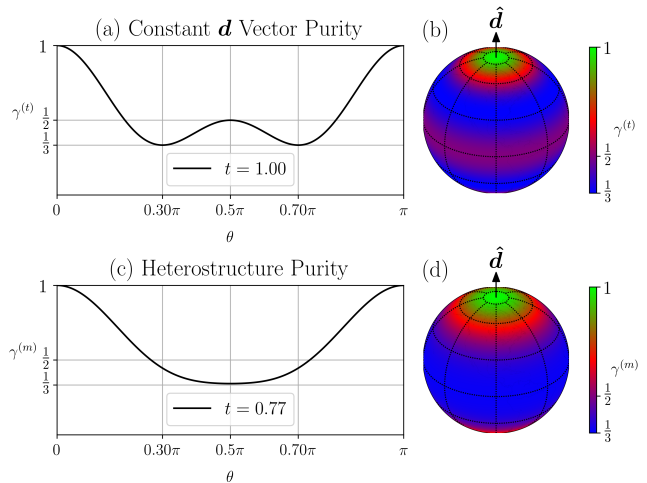 (a) Constant d Vector Purity
1
γ^(t)
1/2
1/3
t = 1.00
0 0.30π 0.5π 0.70π π
θ
(b)
d̂
1
γ^(t)
1/2
1/3
(c) Heterostructure Purity
1
γ^(m)
1/2
1/3
t = 0.77
0 0.30π 0.5π 0.70π π
θ
(d)
d̂
1
γ^(m)
1/2
1/3